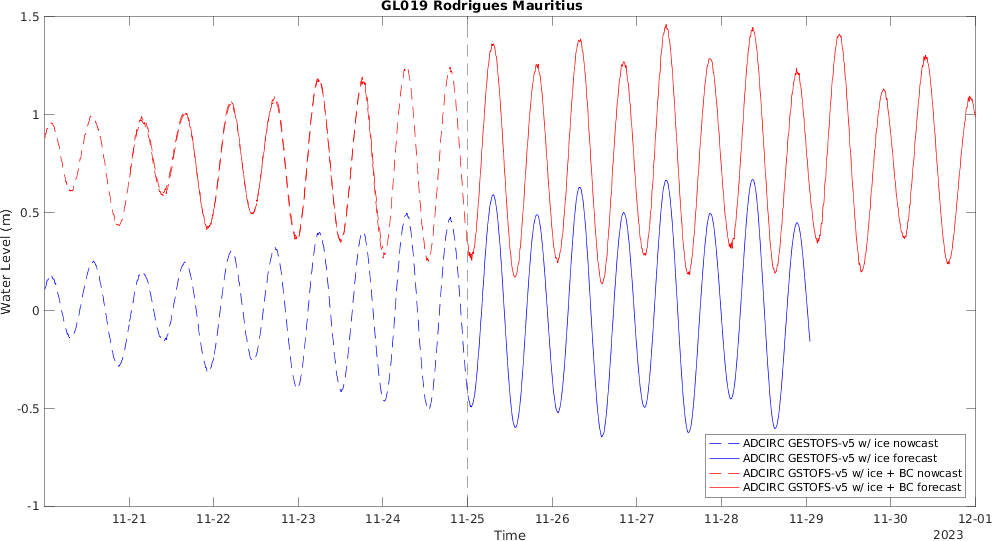 GL019 Rodrigues Mauritius
1.5
1
0.5
0
-0.5
-1
Water Level (m)
ADCIRC GESTOFS-v5 w/ ice nowcast
ADCIRC GESTOFS-v5 w/ ice forecast
ADCIRC GSTOFS-v5 w/ ice + BC nowcast
ADCIRC GSTOFS-v5 w/ ice + BC forecast
11-21 11-22 11-23 11-24 11-25 11-26 11-27 11-28 11-29 11-30 12-01
Time
2023